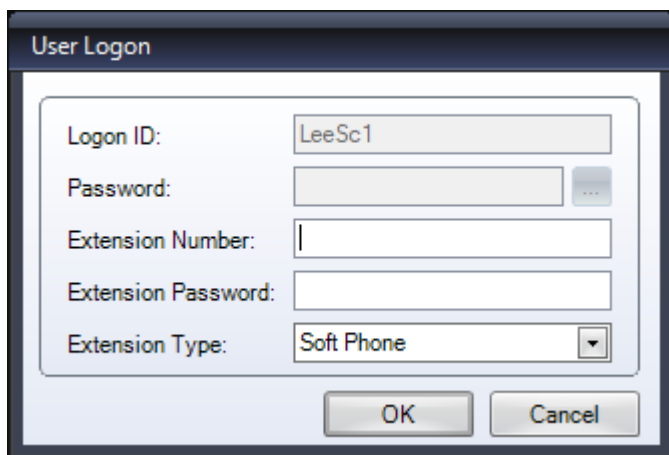 User Logon
Logon ID: LeeSc1
Password: ...
Extension Number:
Extension Password:
Extension Type: Soft Phone
OK Cancel